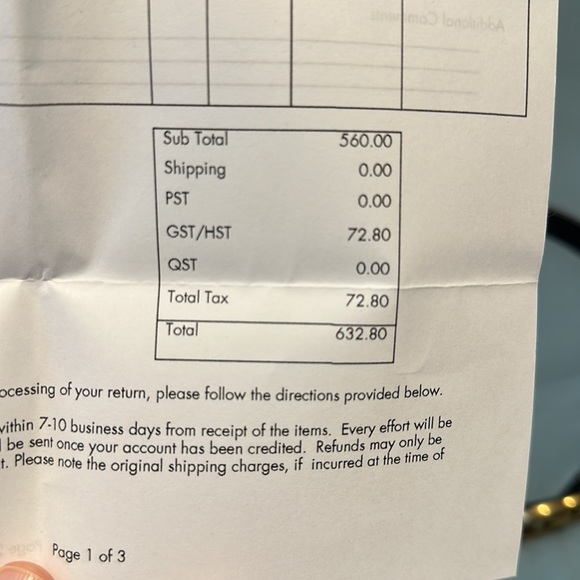 Additional Comments
Sub Total 560.00
Shipping 0.00
PST 0.00
GST/HST 72.80
QST 0.00
Total Tax 72.80
Total 632.80
ocessing of your return, please follow the directions provided below.
within 7-10 business days from receipt of the items. Every effort will be
be sent once your account has been credited. Refunds may only be
t. Please note the original shipping charges, if incurred at the time of
Page 1 of 3